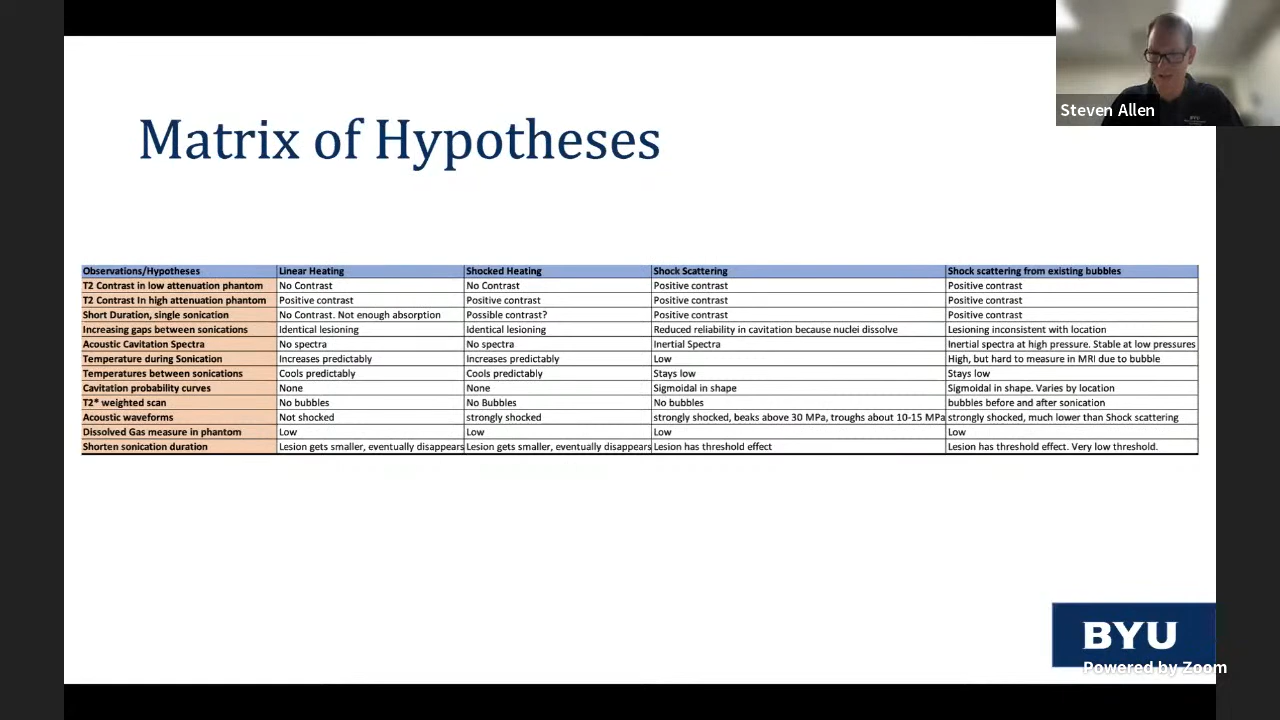 Steven Allen
Matrix of Hypotheses
Observations/Hypotheses Linear Heating Shocked Heating Shock Scattering Shock scattering from existing bubbles
T2 Contrast in low attenuation phantom No Contrast No Contrast Positive contrast Positive contrast
T2 Contrast In high attenuation phantom Positive contrast Positive contrast Positive contrast Positive contrast
Short Duration, single sonication No Contrast. Not enough absorption Possible contrast? Positive contrast Positive contrast
Increasing gaps between sonications Identical lesioning Identical lesioning Reduced reliability in cavitation because nuclei dissolve Lesioning inconsistent with location
Acoustic Cavitation Spectra No spectra No spectra Inertial Spectra Inertial spectra at high pressure. Stable at low pressures
Temperature during Sonication Increases predictably Increases predictably Low High, but hard to measure in MRI due to bubble
Temperatures between sonications Cools predictably Cools predictably Stays low Stays low
Cavitation probability curves None None Sigmoidal in shape Sigmoidal in shape. Varies by location
T2* weighted scan No bubbles No Bubbles No bubbles bubbles before and after sonication
Acoustic waveforms Not shocked strongly shocked strongly shocked, beaks above 30 MPa, troughs about 10-15 MPa strongly shocked, much lower than Shock scattering
Dissolved Gas measure in phantom Low Low Low Low
Shorten sonication duration Lesion gets smaller, eventually disappears Lesion gets smaller, eventually disappears Lesion has threshold effect Lesion has threshold effect. Very low threshold.
BYU
Powered by Zoom